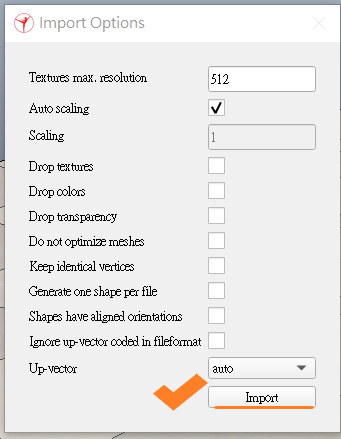 Import Options
Textures max. resolution 512
Auto scaling
Scaling 1
Drop textures
Drop colors
Drop transparency
Do not optimize meshes
Keep identical vertices
Generate one shape per file
Shapes have aligned orientations
Ignore up-vector coded in fileformat
Up-vector auto
Import